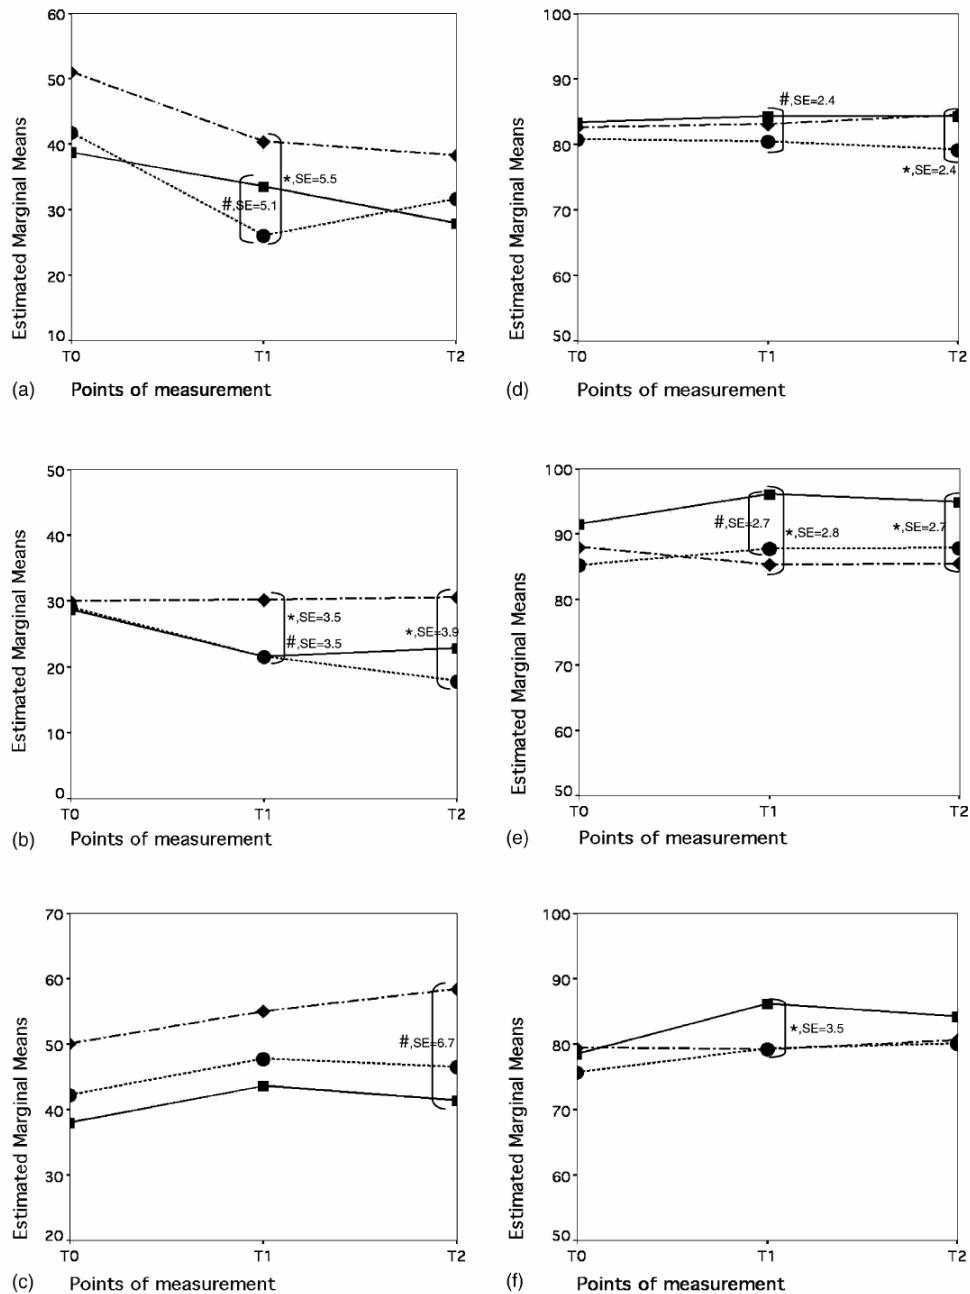 60
50
40
30
20
10
Estimated Marginal Means
*,SE=5.5
#,SE=5.1
T0 T1 T2
(a) Points of measurement
100
90
80
70
60
50
Estimated Marginal Means
#,SE=2.4
*,SE=2.4
T0 T1 T2
(d) Points of measurement
50
40
30
20
10
0
Estimated Marginal Means
*,SE=3.5
#,SE=3.5
*,SE=3.9
T0 T1 T2
(b) Points of measurement
100
90
80
70
60
50
Estimated Marginal Means
#,SE=2.7
*,SE=2.8
*,SE=2.7
T0 T1 T2
(e) Points of measurement
70
60
50
40
30
20
Estimated Marginal Means
#,SE=6.7
T0 T1 T2
(c) Points of measurement
100
90
80
70
60
50
Estimated Marginal Means
*,SE=3.5
T0 T1 T2
(f) Points of measurement